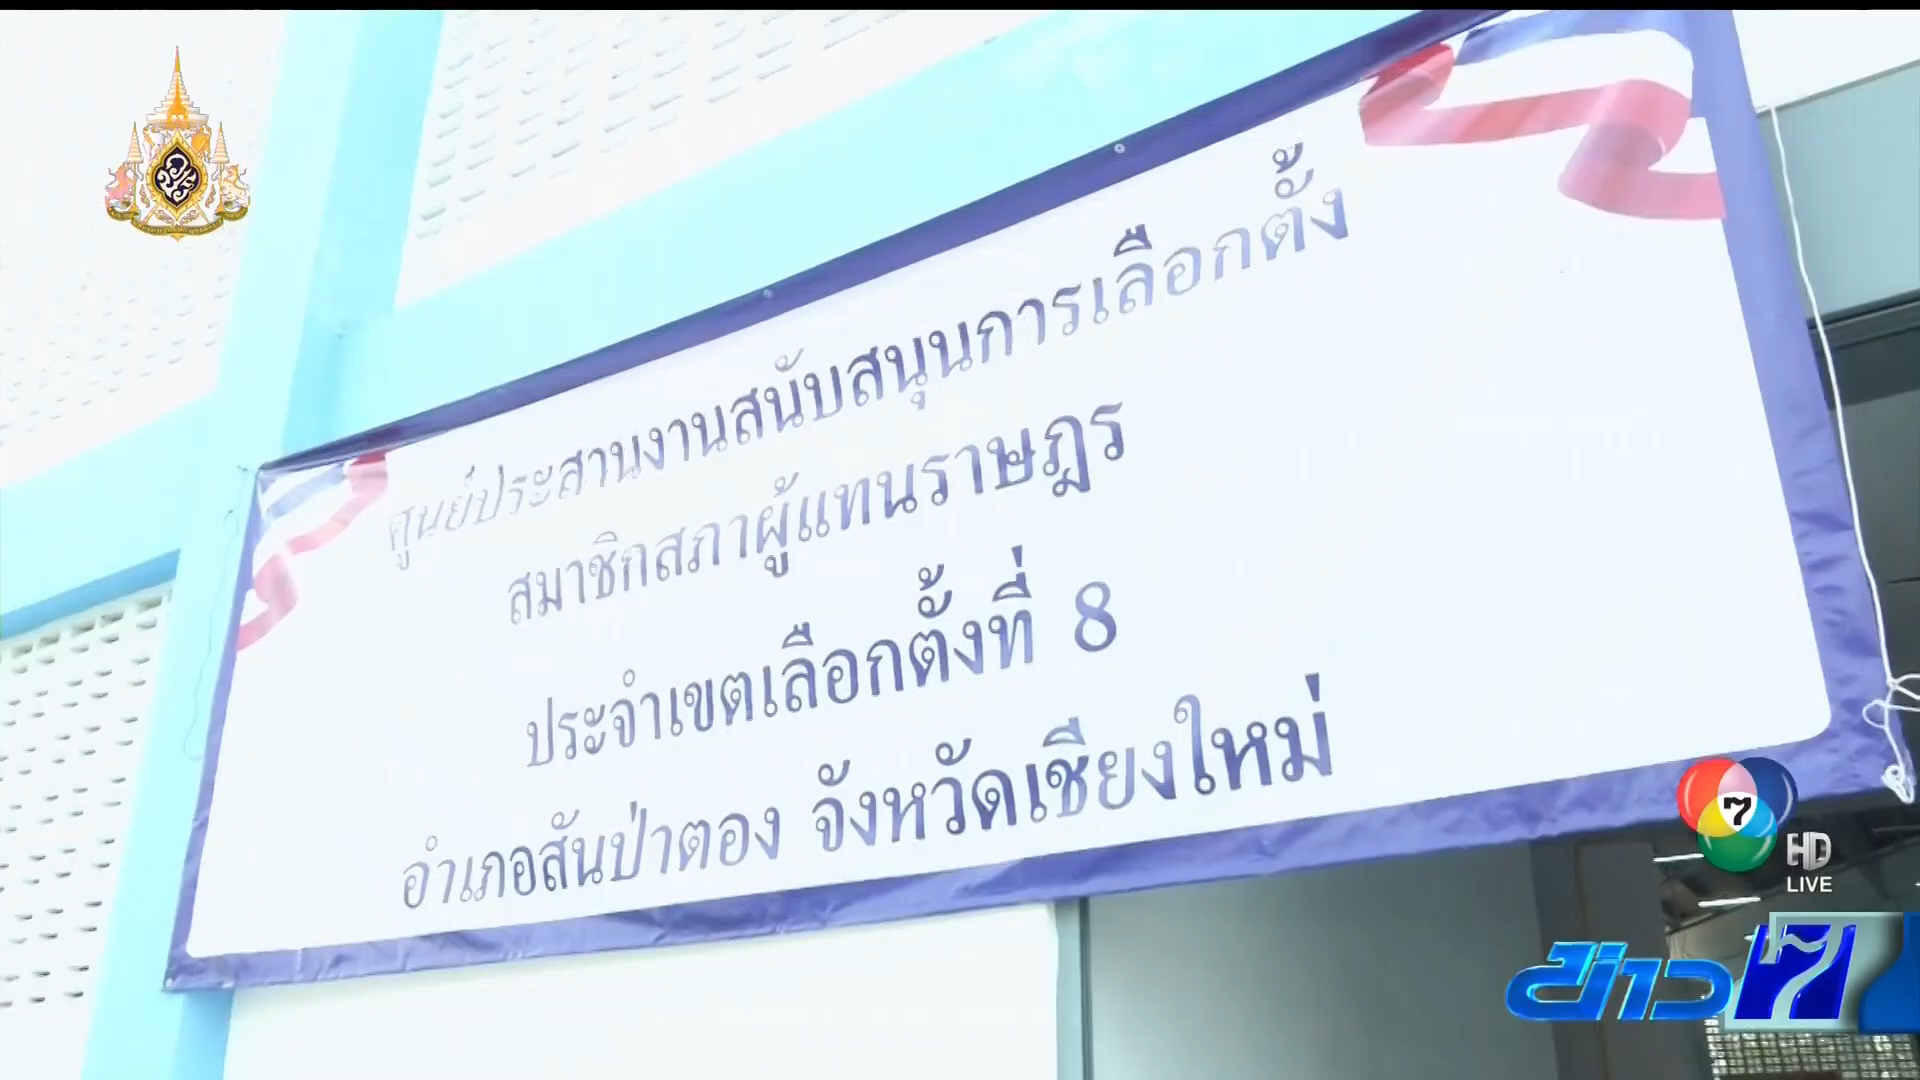 ศูนย์ประสานงานสนับสนุนการเลือกตั้ง
สมาชิกสภาผู้แทนราษฎร
ประจำเขตเลือกตั้งที่ 8
อำเภอสันป่าตอง จังหวัดเชียงใหม่
7
HD
LIVE
ข่าว 7